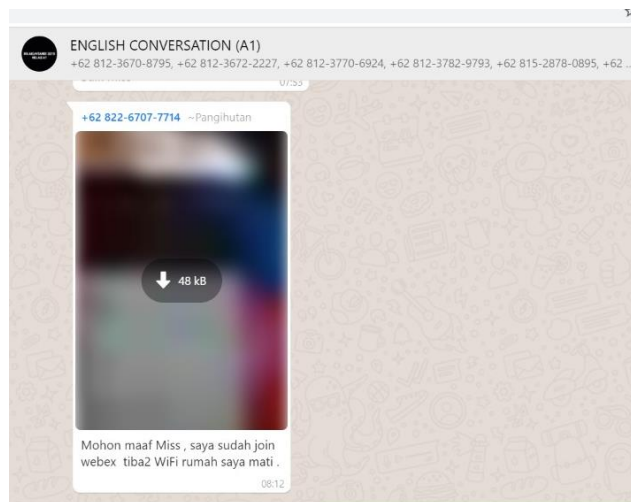 ENGLISH CONVERSATION (A1)
+62 812-3670-8795, +62 812-3672-2227, +62 812-3770-6924, +62 812-3782-9793, +62 815-2878-0895, +62 ...
07:53
+62 822-6707-7714 ~Pangihutan
48 kB
Mohon maaf Miss , saya sudah join
webex tiba2 WiFi rumah saya mati .
08:12